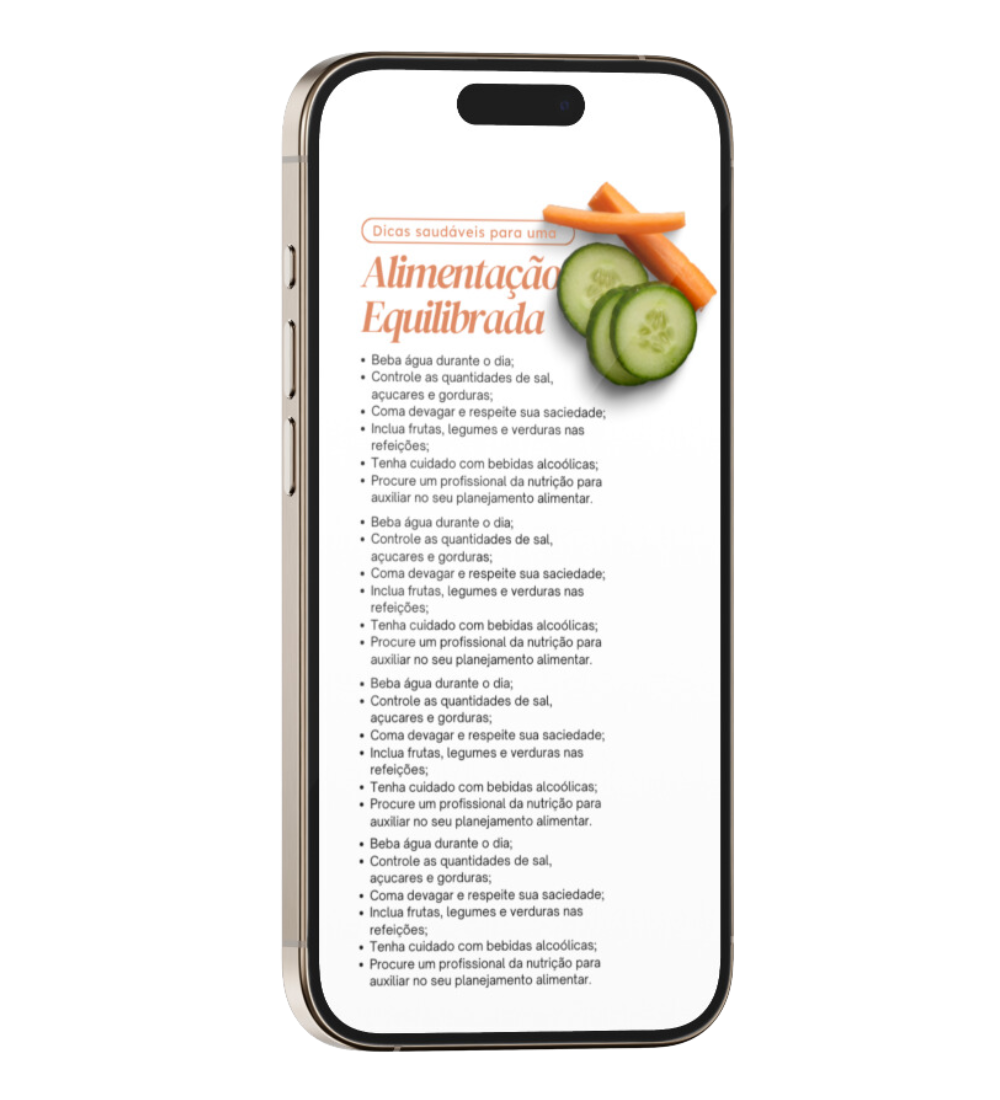 Dicas saudáveis para uma
Alimentação
Equilibrada
• Beba água durante o dia;
• Controle as quantidades de sal,
açucares e gorduras;
• Coma devagar e respeite sua saciedade;
• Inclua frutas, legumes e verduras nas
refeições;
• Tenha cuidado com bebidas alcoólicas;
• Procure um profissional da nutrição para
auxiliar no seu planejamento alimentar.
• Beba água durante o dia;
• Controle as quantidades de sal,
açucares e gorduras;
• Coma devagar e respeite sua saciedade;
• Inclua frutas, legumes e verduras nas
refeições;
• Tenha cuidado com bebidas alcoólicas;
• Procure um profissional da nutrição para
auxiliar no seu planejamento alimentar.
• Beba água durante o dia;
• Controle as quantidades de sal,
açucares e gorduras;
• Coma devagar e respeite sua saciedade;
• Inclua frutas, legumes e verduras nas
refeições;
• Tenha cuidado com bebidas alcoólicas;
• Procure um profissional da nutrição para
auxiliar no seu planejamento alimentar.
• Beba água durante o dia;
• Controle as quantidades de sal,
açucares e gorduras;
• Coma devagar e respeite sua saciedade;
• Inclua frutas, legumes e verduras nas
refeições;
• Tenha cuidado com bebidas alcoólicas;
• Procure um profissional da nutrição para
auxiliar no seu planejamento alimentar.